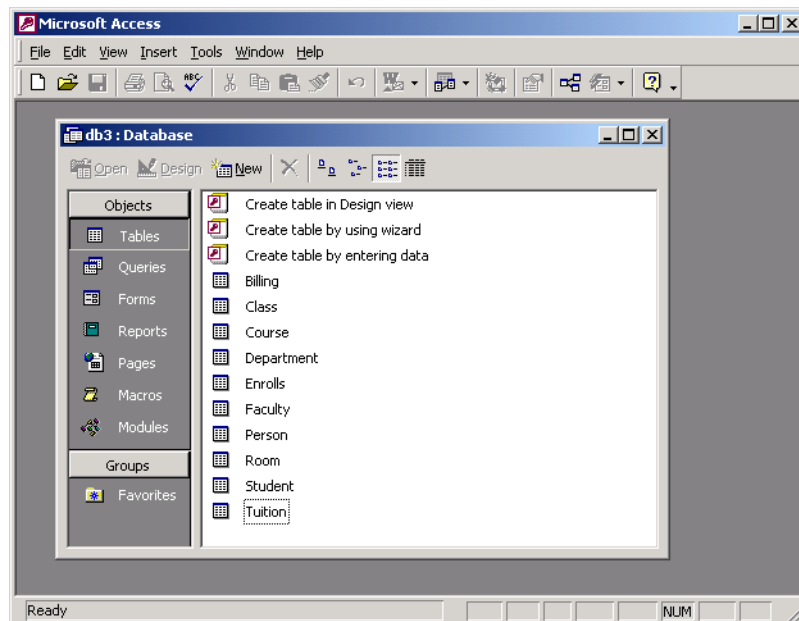 Microsoft Access
File Edit View Insert Tools Window Help
ABC
db3 : Database
Open Design New
Objects
Tables
Queries
Forms
Reports
Pages
Macros
Modules
Groups
Favorites
Create table in Design view
Create table by using wizard
Create table by entering data
Billing
Class
Course
Department
Enrolls
Faculty
Person
Room
Student
Tuition
Ready NUM